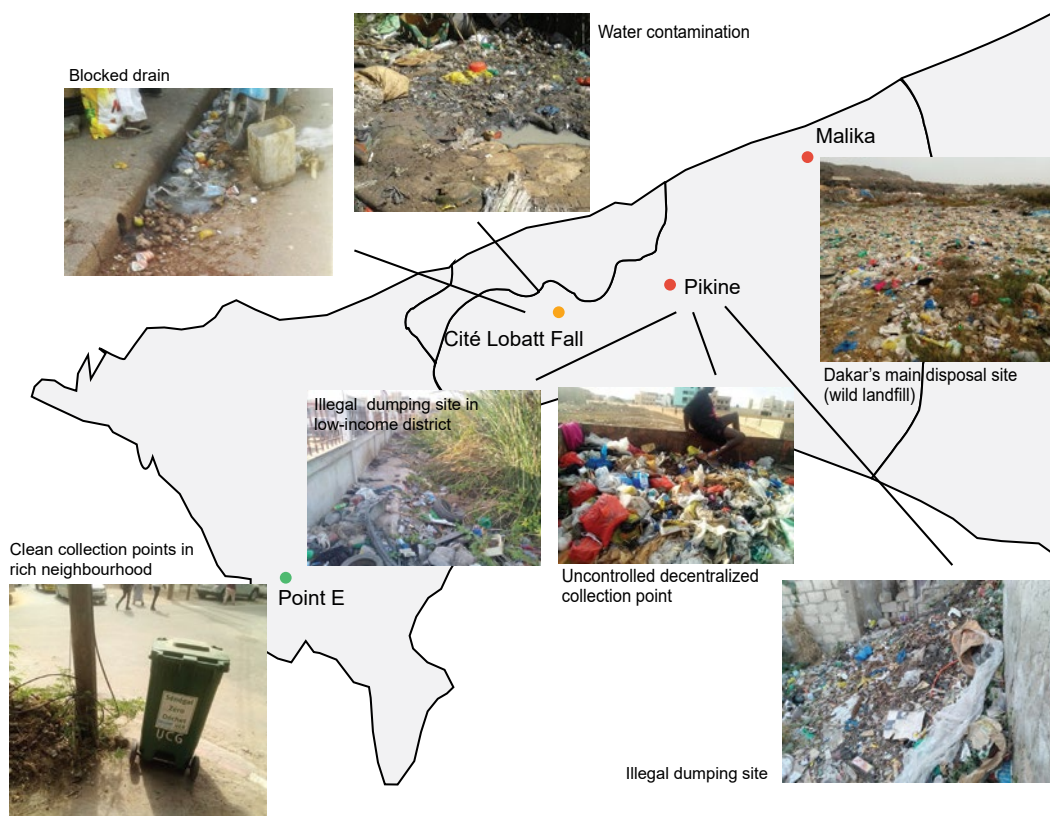 Water contamination
Blocked drain
Malika
Pikine
Cité Lobatt Fall
Dakar's main disposal site
(wild landfill)
Illegal dumping site in
low-income district
Clean collection points in
rich neighbourhood
Uncontrolled decentralized
collection point
Point E
Sénégal
Zéro
Déchet
UCG
Illegal dumping site